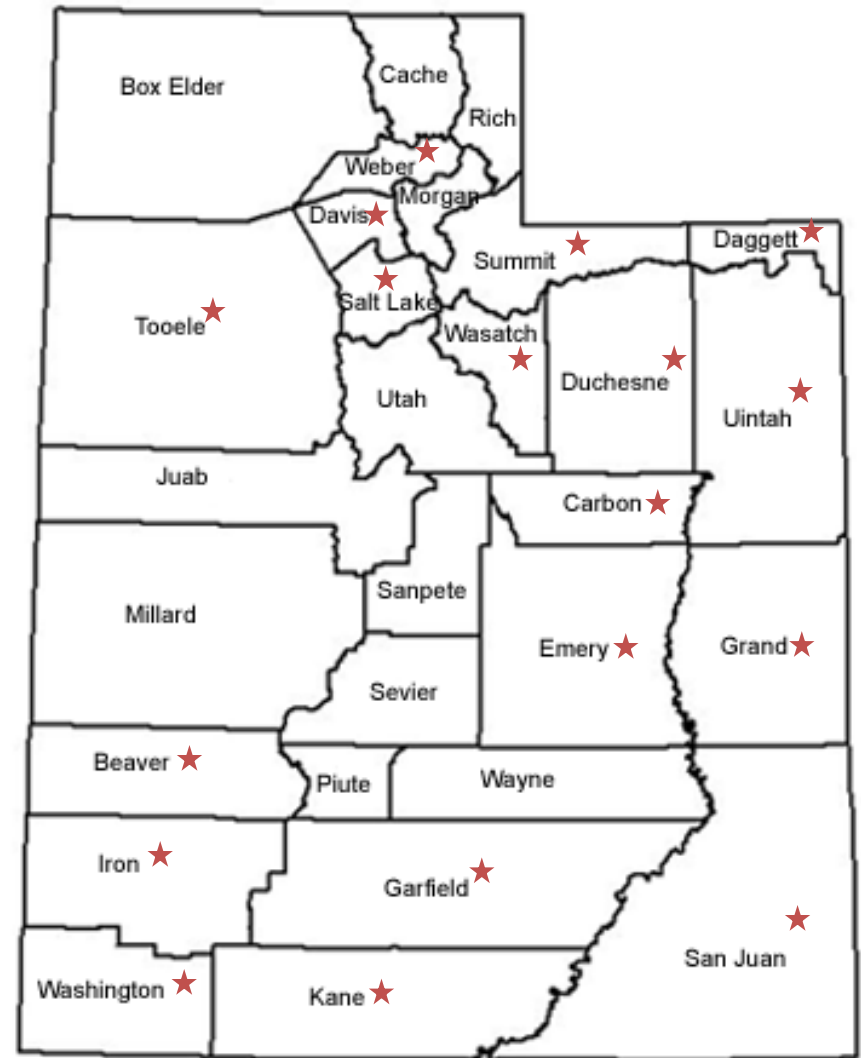 Cache
Box Elder
Rich
Weber
Morgan
Davis
Daggett
Summit
Salt Lake
Tooele
Wasatch
Duchesne
Utah
Uintah
Juab
Carbon
Sanpete
Millard
Emery
Grand
Sevier
Beaver
Piute
Wayne
Iron
Garfield
San Juan
Washington
Kane